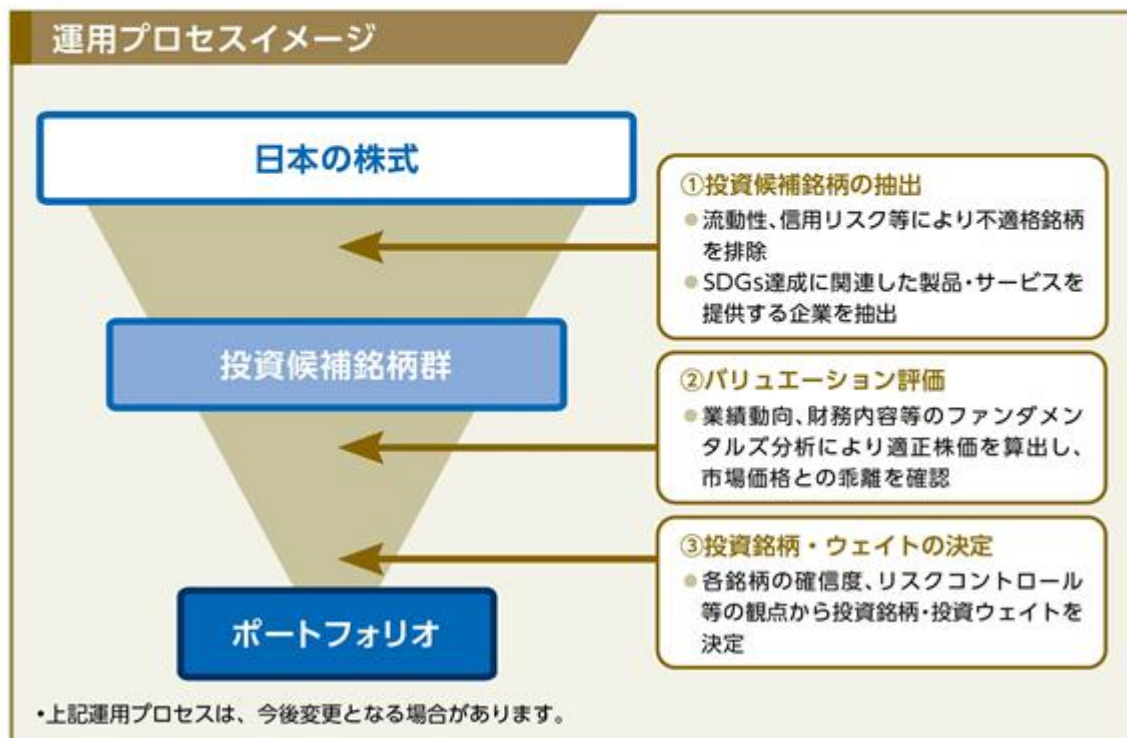 運用プロセスイメージ
日本の株式
①投資候補銘柄の抽出
●流動性、信用リスク等により不適格銘柄
を排除
●SDGs達成に関連した製品・サービスを
提供する企業を抽出
投資候補銘柄群
②バリュエーション評価
●業績動向、財務内容等のファンダメン
タルズ分析により適正株価を算出し、
市場価格との乖離を確認
③投資銘柄・ウェイトの決定
●各銘柄の確信度、リスクコントロール
等の観点から投資銘柄・投資ウェイトを
決定
ポートフォリオ
•上記運用プロセスは、今後変更となる場合があります。